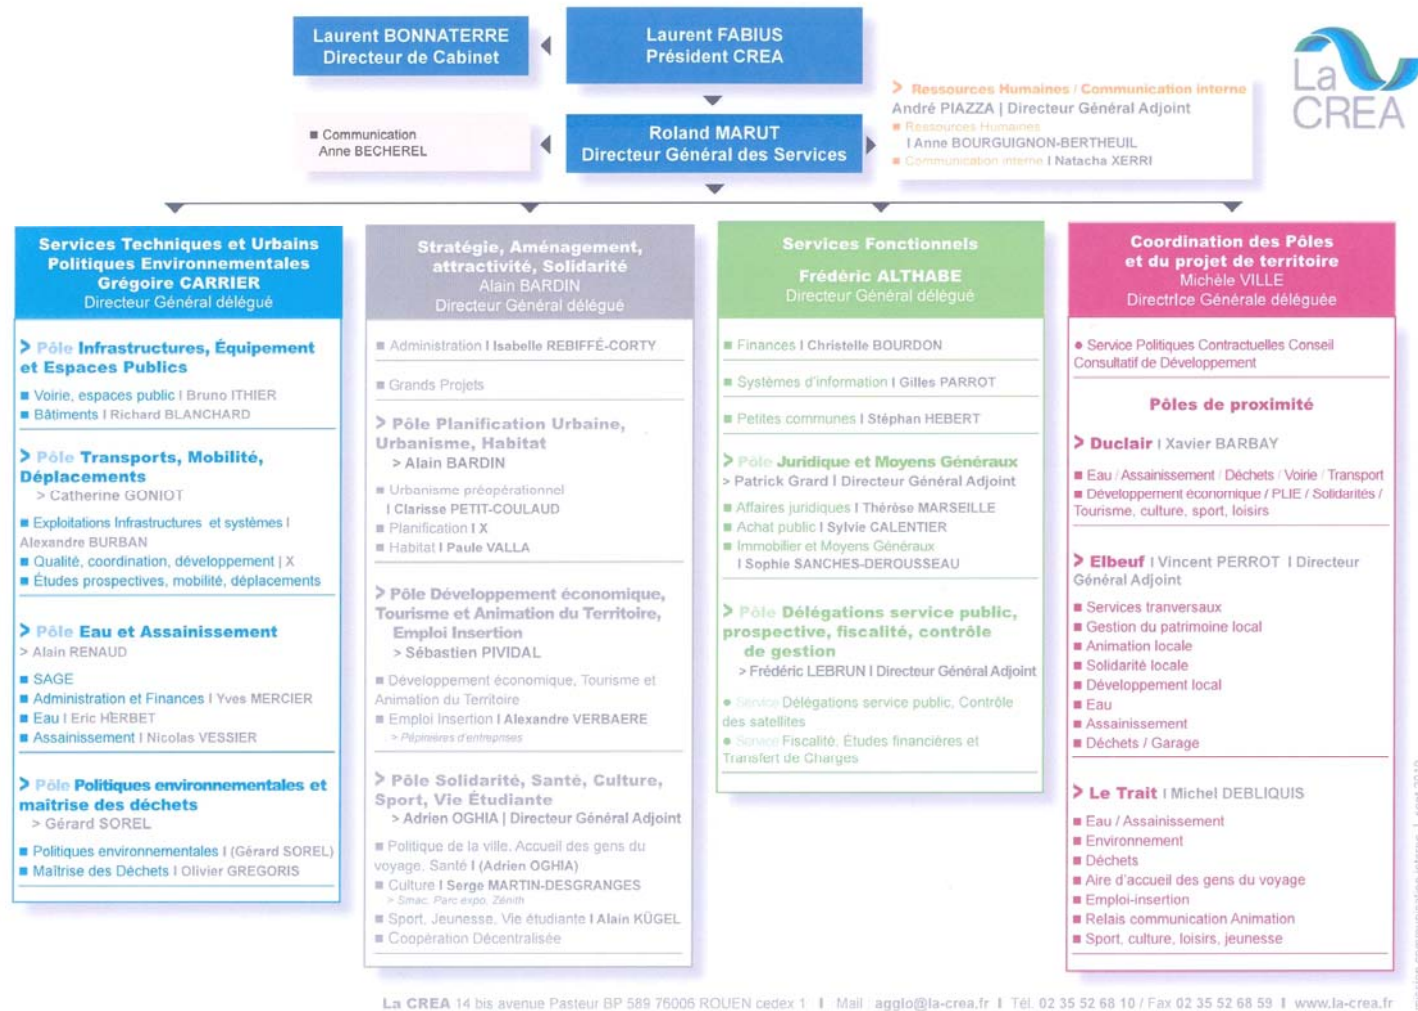 Laurent BONNATERRE
Directeur de Cabinet
Laurent FABIUS
Président CREA
La
CREA
■ Communication
Anne BECHEREL
Roland MARUT
Directeur Général des Services
> Ressources Humaines / Communication interne
André PIAZZA | Directeur Général Adjoint
■ Ressources Humaines
I Anne BOURGUIGNON-BERTHEUIL
■ Communication interne I Natacha XERRI
Services Techniques et Urbains
Politiques Environnementales
Grégoire CARRIER
Directeur Général délégué
> Pôle Infrastructures, Équipement
et Espaces Publics
■ Voirie, espaces public I Bruno ITHIER
■ Bâtiments I Richard BLANCHARD
> Pôle Transports, Mobilité,
Déplacements
> Catherine GONIOT
■ Exploitations Infrastructures et systèmes I
Alexandre BURBAN
■ Qualité, coordination, développement | X
■ Études prospectives, mobilité, déplacements
> Pôle Eau et Assainissement
> Alain RENAUD
■ SAGE
■ Administration et Finances I Yves MERCIER
■ Eau I Eric HERBET
■ Assainissement I Nicolas VESSIER
> Pôle Politiques environnementales et
maîtrise des déchets
> Gérard SOREL
■ Politiques environnementales I (Gérard SOREL)
■ Maîtrise des Déchets I Olivier GREGORIS
Stratégie, Aménagement,
attractivité, Solidarité
Alain BARDIN
Directeur Général délégué
■ Administration I Isabelle REBIFFÉ-CORTY
■ Grands Projets
> Pôle Planification Urbaine,
Urbanisme, Habitat
> Alain BARDIN
■ Urbanisme préopérationnel
I Clarisse PETIT-COULAUD
■ Planification I X
■ Habitat I Paule VALLA
> Pôle Développement économique,
Tourisme et Animation du Territoire,
Emploi Insertion
> Sébastien PIVIDAL
■ Développement économique, Tourisme et
Animation du Territoire
■ Emploi Insertion I Alexandre VERBAERE
> Pépinières d'entreprises
> Pôle Solidarité, Santé, Culture,
Sport, Vie Étudiante
> Adrien OGHIA | Directeur Général Adjoint
■ Politique de la ville, Accueil des gens du
voyage, Santé I (Adrien OGHIA)
■ Culture I Serge MARTIN-DESGRANGES
> Smac, Parc expo, Zénith
■ Sport, Jeunesse, Vie étudiante I Alain KÜGEL
■ Coopération Décentralisée
Services Fonctionnels
Frédéric ALTHABE
Directeur Général délégué
■ Finances I Christelle BOURDON
■ Systèmes d'information I Gilles PARROT
■ Petites communes I Stéphan HEBERT
> Pôle Juridique et Moyens Généraux
> Patrick Grard I Directeur Général Adjoint
■ Affaires juridiques I Thérèse MARSEILLE
■ Achat public I Sylvie CALENTIER
■ Immobilier et Moyens Généraux
I Sophie SANCHES-DEROUSSEAU
> Pôle Délégations service public,
prospective, fiscalité, contrôle
de gestion
> Frédéric LEBRUN I Directeur Général Adjoint
● Service Délégations service public, Contrôle
des satellites
● Service Fiscalité, Études financières et
Transfert de Charges
Coordination des Pôles
et du projet de territoire
Michèle VILLE
DirectrIce Générale déléguée
● Service Politiques Contractuelles Conseil
Consultatif de Développement
Pôles de proximité
> Duclair I Xavier BARBAY
■ Eau / Assainissement / Déchets / Voirie / Transport
■ Développement économique / PLIE / Solidarités /
Tourisme, culture, sport, loisirs
> Elbeuf I Vincent PERROT I Directeur
Général Adjoint
■ Services tranversaux
■ Gestion du patrimoine local
■ Animation locale
■ Solidarité locale
■ Développement local
■ Eau
■ Assainissement
■ Déchets / Garage
> Le Trait I Michel DEBLIQUIS
■ Eau / Assainissement
■ Environnement
■ Déchets
■ Aire d'accueil des gens du voyage
■ Emploi-insertion
■ Relais communication Animation
■ Sport, culture, loisirs, jeunesse
communication interne I sept 2010
La CREA 14 bis avenue Pasteur BP 589 76006 ROUEN cedex 1 I Mail : agglo@la-crea.fr I Tél. 02 35 52 68 10 / Fax 02 35 52 68 59 I www.la-crea.fr